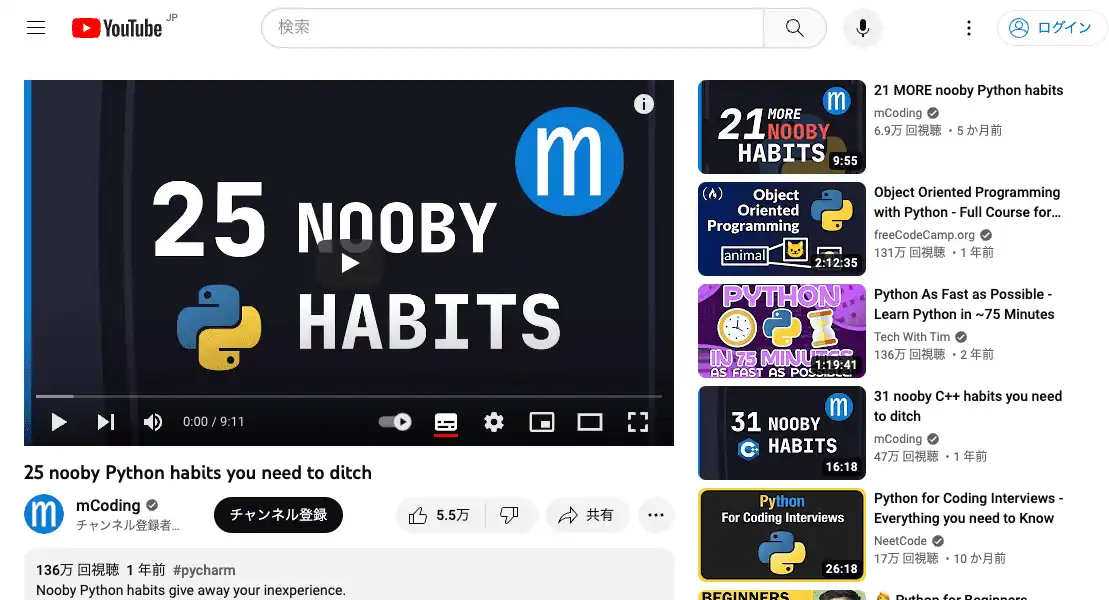 YouTube JP
検索
ログイン
25 NOOBY
HABITS
m
0:00 / 9:11
25 nooby Python habits you need to ditch
mCoding
チャンネル登録者...
チャンネル登録
5.5万
共有
136万 回視聴 1 年前 #pycharm
Nooby Python habits give away your inexperience.
21 MORE
NOOBY
HABITS
m
9:55
21 MORE nooby Python habits
mCoding
6.9万 回視聴 ・5 か月前
Object
Oriented
Programming
animal
2:12:35
Object Oriented Programming
with Python - Full Course for...
freeCodeCamp.org
131万 回視聴 ・1 年前
PYTHON
IN 75 MINUTES
AS FAST AS POSSIBLE
1:19:41
Python As Fast as Possible -
Learn Python in ~75 Minutes
Tech With Tim
136万 回視聴 ・2 年前
31 NOOBY
HABITS
m
C++
16:18
31 nooby C++ habits you need
to ditch
mCoding
47万 回視聴 ・1 年前
Python
For Coding Interviews
26:18
Python for Coding Interviews -
Everything you need to Know
NeetCode
17万 回視聴 ・10 か月前
BEGINNERS
Python for Beginners